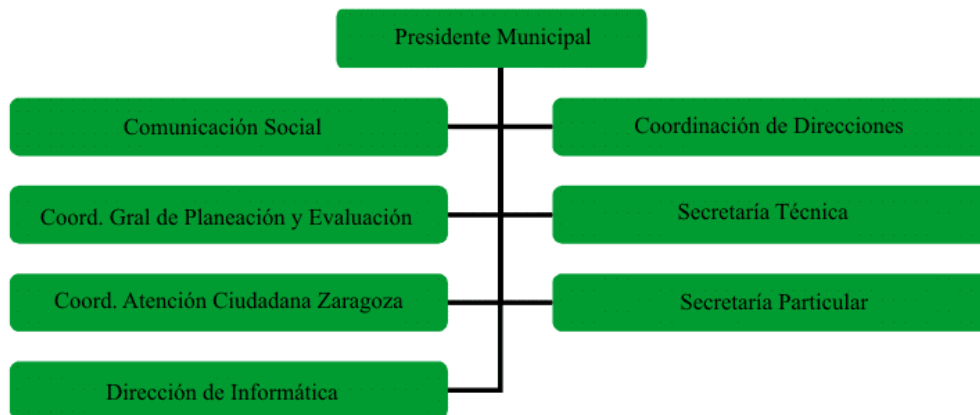 Presidente Municipal
Comunicación Social
Coordinación de Direcciones
Coord. Gral de Planeación y Evaluación
Secretaría Técnica
Coord. Atención Ciudadana Zaragoza
Secretaría Particular
Dirección de Informática